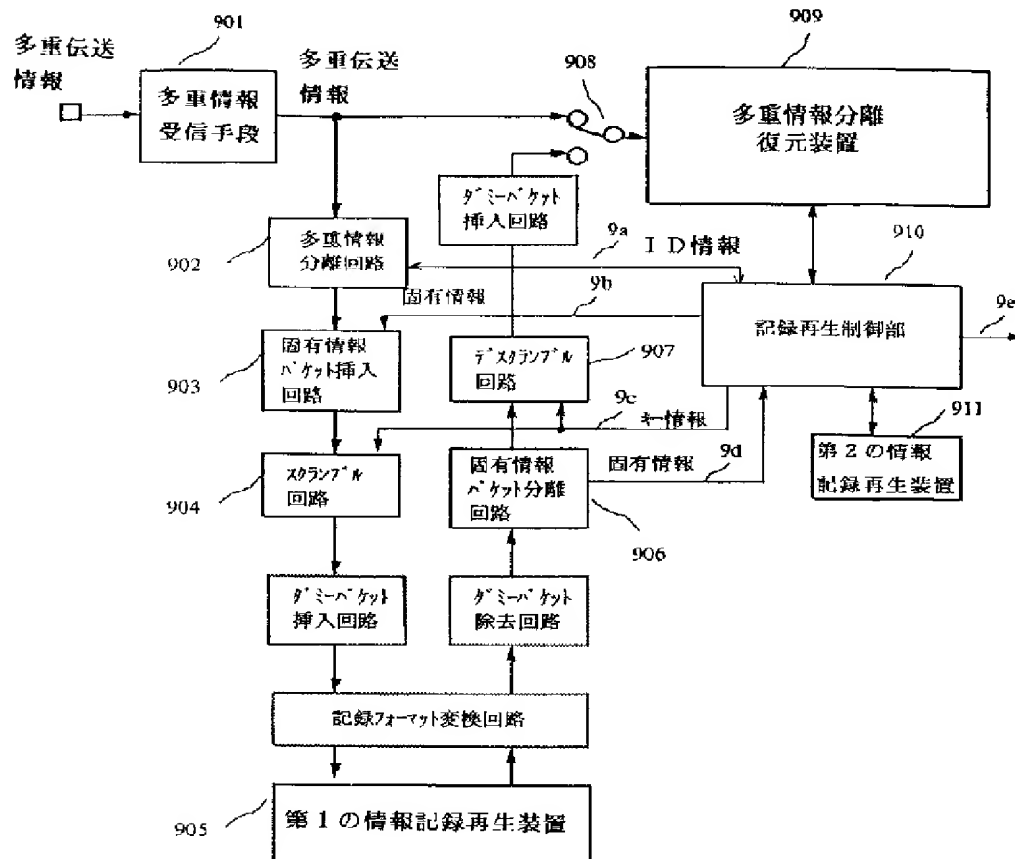 901
多重伝送
情報
多重情報
受信手段
多重伝送
情報
908
909
多重情報分離
復元装置
ダミーパケット
挿入回路
902
多重情報
分離回路
9a
ID情報
910
固有情報
9b
記録再生制御部
9e
903
固有情報
パケット挿入
回路
デスクランブル
回路
907
9c
キー情報
911
第2の情報
記録再生装置
904
スクランブル
回路
固有情報
パケット分離
回路
固有情報
9d
906
ダミーパケット
挿入回路
ダミーパケット
除去回路
記録フォーマット変換回路
905
第1の情報記録再生装置